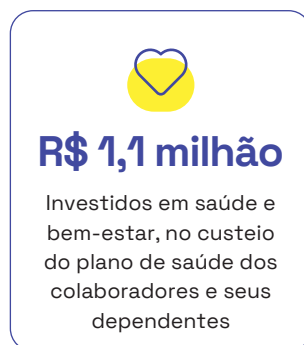 R$ 1,1 milhão
Investidos em saúde e
bem-estar, no custeio
do plano de saúde dos
colaboradores e seus
dependentes